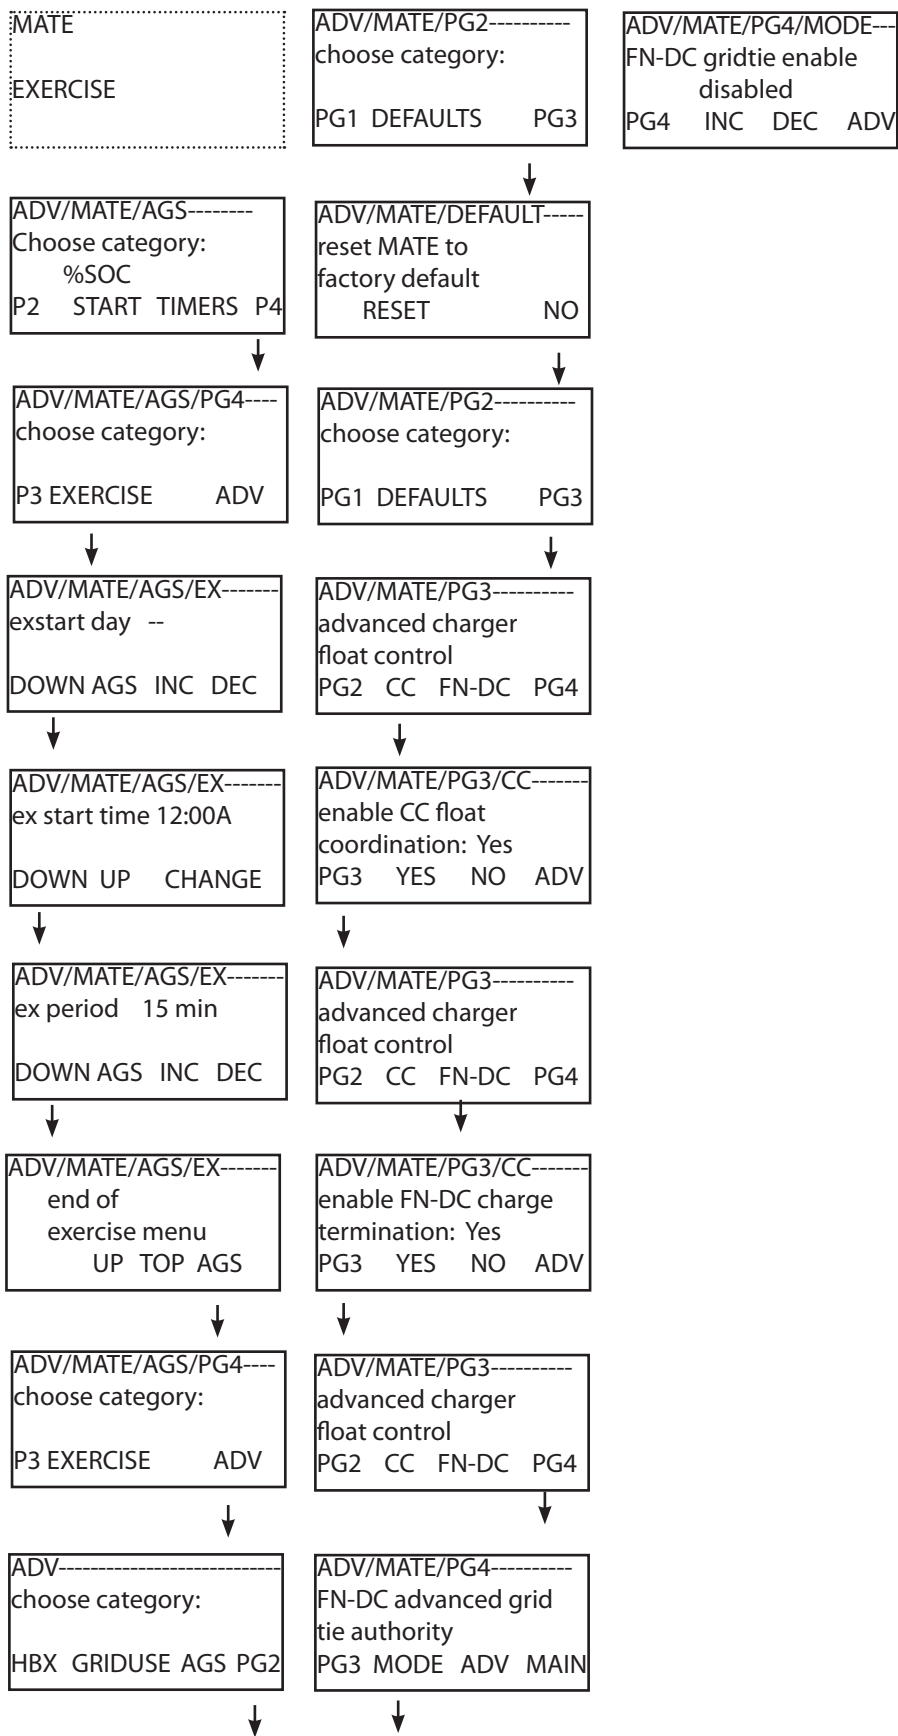 MATE
EXERCISE
ADV/MATE/AGS--------
Choose category:
%SOC
P2 START TIMERS P4
ADV/MATE/AGS/PG4----
choose category:
P3 EXERCISE ADV
ADV/MATE/AGS/EX-------
exstart day --
DOWN AGS INC DEC
ADV/MATE/AGS/EX-------
ex start time 12:00A
DOWN UP CHANGE
ADV/MATE/AGS/EX-------
ex period 15 min
DOWN AGS INC DEC
ADV/MATE/AGS/EX-------
end of
exercise menu
UP TOP AGS
ADV/MATE/AGS/PG4----
choose category:
P3 EXERCISE ADV
ADV----------------------------
choose category:
HBX GRIDUSE AGS PG2
ADV/MATE/PG2----------
choose category:
PG1 DEFAULTS PG3
ADV/MATE/DEFAULT-----
reset MATE to
factory default
RESET NO
ADV/MATE/PG2----------
choose category:
PG1 DEFAULTS PG3
ADV/MATE/PG3----------
advanced charger
float control
PG2 CC FN-DC PG4
ADV/MATE/PG3/CC-------
enable CC float
coordination: Yes
PG3 YES NO ADV
ADV/MATE/PG3----------
advanced charger
float control
PG2 CC FN-DC PG4
ADV/MATE/PG3/CC-------
enable FN-DC charge
termination: Yes
PG3 YES NO ADV
ADV/MATE/PG3----------
advanced charger
float control
PG2 CC FN-DC PG4
ADV/MATE/PG4----------
FN-DC advanced grid
tie authority
PG3 MODE ADV MAIN
ADV/MATE/PG4/MODE---
FN-DC gridtie enable
disabled
PG4 INC DEC ADV